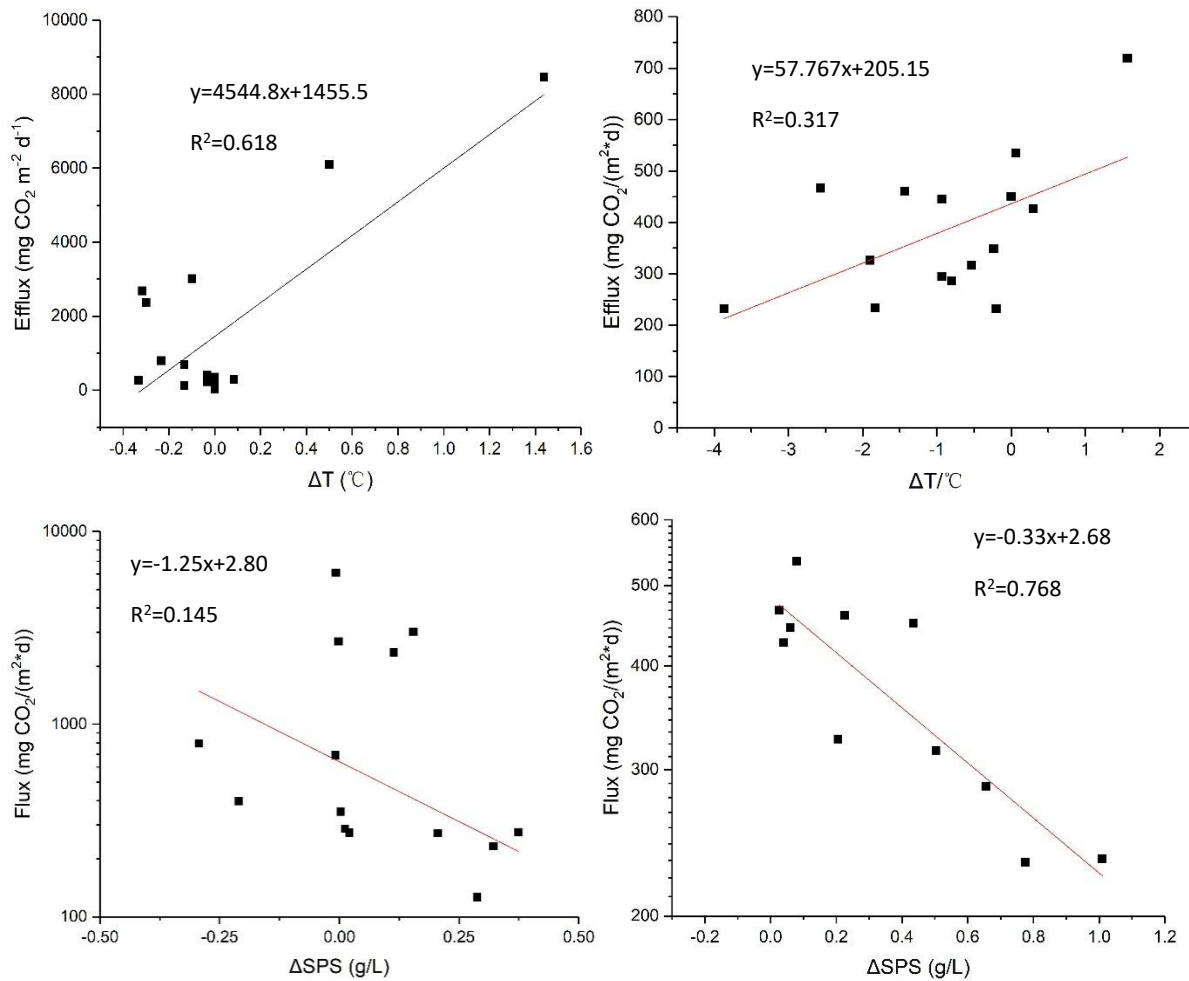 10000
8000
6000
4000
2000
0
Efflux (mg CO₂ m⁻² d⁻¹)
y=4544.8x+1455.5
R²=0.618
-0.4 -0.2 0.0 0.2 0.4 0.6 0.8 1.0 1.2 1.4 1.6
ΔT (℃)
800
700
600
500
400
300
200
100
0
Efflux (mg CO₂/(m²*d))
y=57.767x+205.15
R²=0.317
-4 -3 -2 -1 0 1 2
ΔT/℃
10000
1000
100
Flux (mg CO₂/(m²*d))
y=-1.25x+2.80
R²=0.145
-0.50 -0.25 0.00 0.25 0.50
ΔSPS (g/L)
600
500
400
300
200
Flux (mg CO₂/(m²*d))
y=-0.33x+2.68
R²=0.768
-0.2 0.0 0.2 0.4 0.6 0.8 1.0 1.2
ΔSPS (g/L)